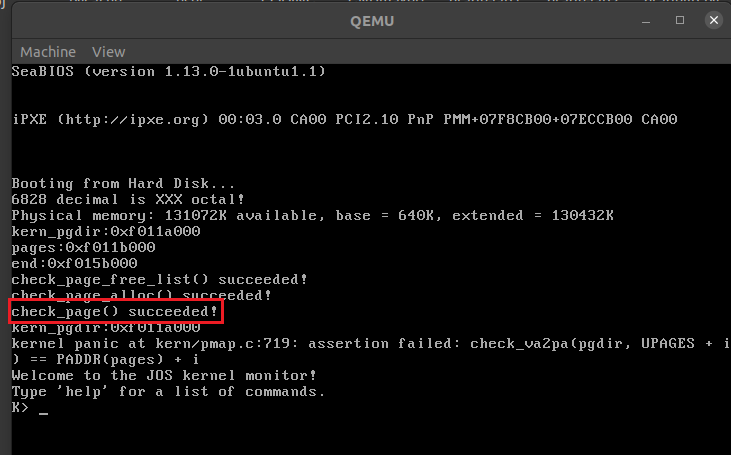 QEMU
Machine View
SeaBIOS (version 1.13.0-1ubuntu1.1)
iPXE (http://ipxe.org) 00:03.0 CA00 PCI2.10 PnP PMM+07F8CB00+07ECCB00 CA00
Booting from Hard Disk...
6828 decimal is XXX octal!
Physical memory: 131072K available, base = 640K, extended = 130432K
kern_pgdir:0xf011a000
pages:0xf011b000
end:0xf015b000
check_page_free_list() succeeded!
check_page_alloc() succeeded!
check_page() succeeded!
kern_pgdir:0xf011a000
kernel panic at kern/pmap.c:719: assertion failed: check_va2pa(pgdir, UPAGES + i
) == PADDR(pages) + i
Welcome to the JOS kernel monitor!
Type 'help' for a list of commands.
K> _